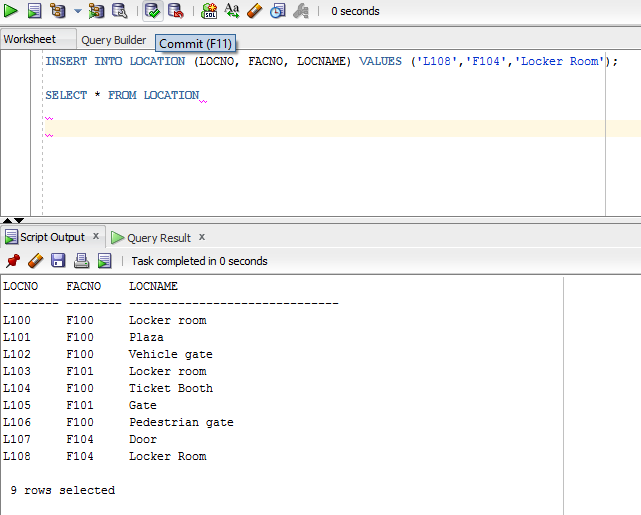 0 seconds
Worksheet Query Builder Commit (F11)
INSERT INTO LOCATION (LOCNO, FACNO, LOCNAME) VALUES ('L108','F104','Locker Room');
SELECT * FROM LOCATION
Script Output x Query Result x
Task completed in 0 seconds
LOCNO FACNO LOCNAME
-------- -------- ------------------------------
L100 F100 Locker room
L101 F100 Plaza
L102 F100 Vehicle gate
L103 F101 Locker room
L104 F100 Ticket Booth
L105 F101 Gate
L106 F100 Pedestrian gate
L107 F104 Door
L108 F104 Locker Room
9 rows selected